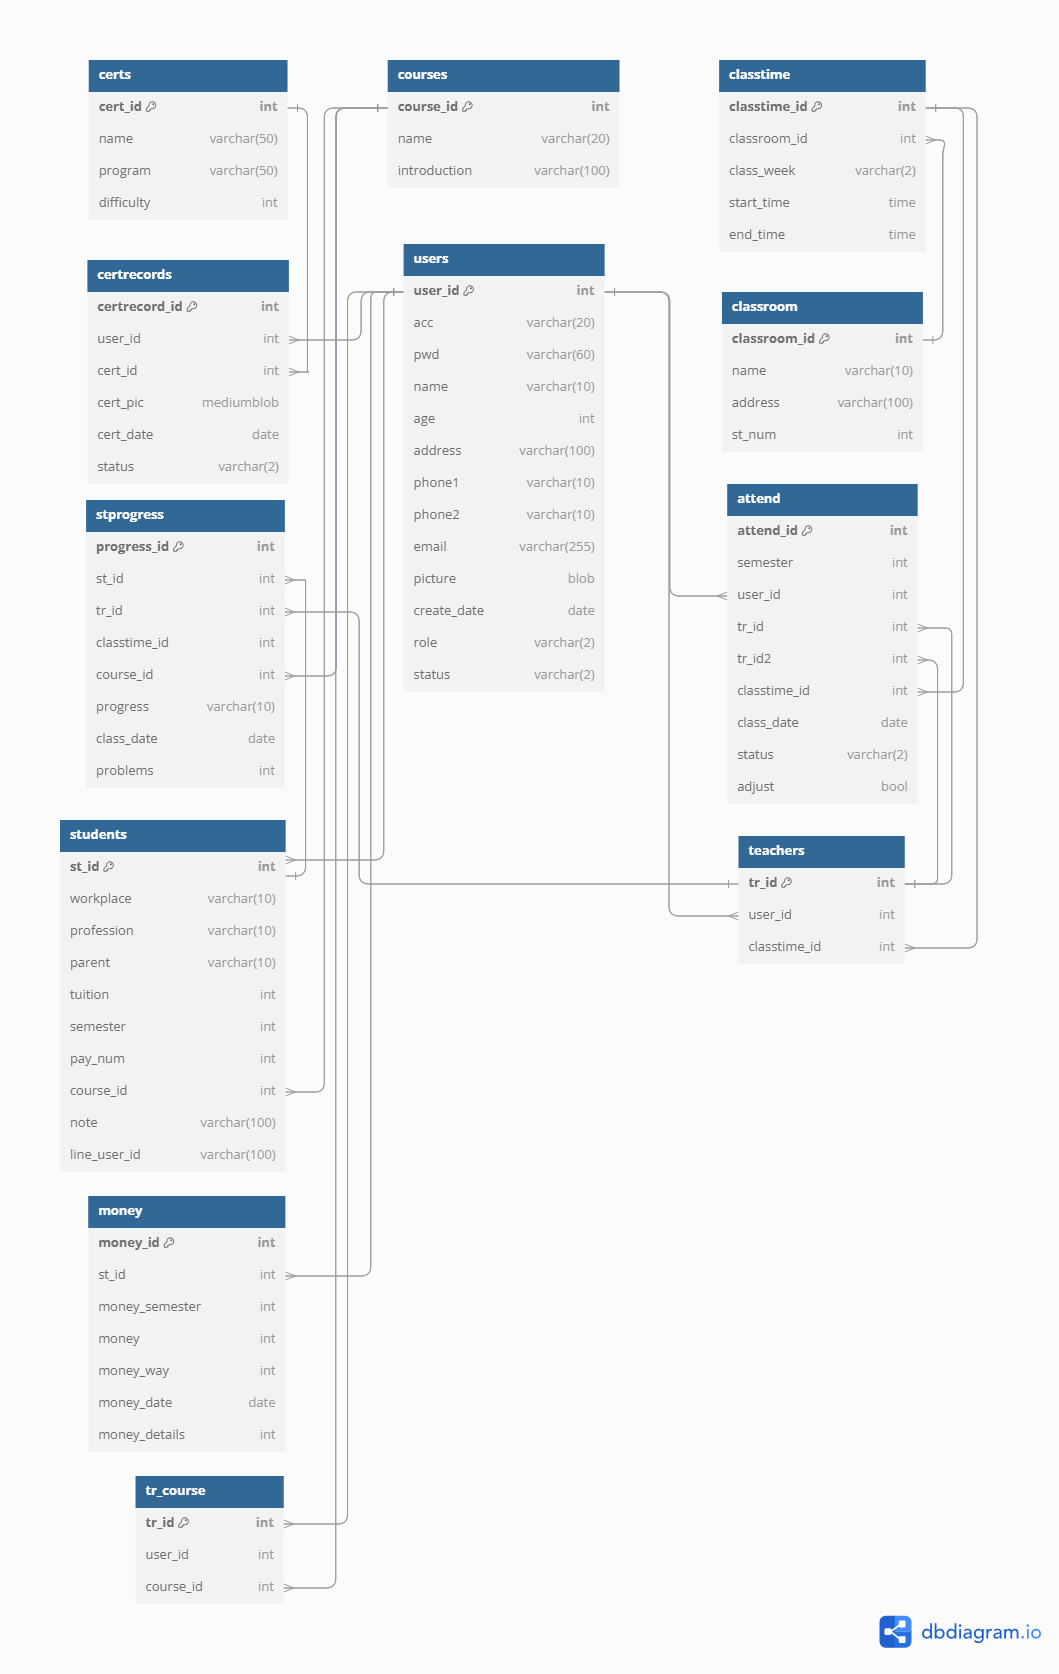 certs
cert_id int
name varchar(50)
program varchar(50)
difficulty int
courses
course_id int
name varchar(20)
introduction varchar(100)
classtime
classtime_id int
classroom_id int
class_week varchar(2)
start_time time
end_time time
certrecords
certrecord_id int
user_id int
cert_id int
cert_pic mediumblob
cert_date date
status varchar(2)
users
user_id int
acc varchar(20)
pwd varchar(60)
name varchar(10)
age int
address varchar(100)
phone1 varchar(10)
phone2 varchar(10)
email varchar(255)
picture blob
create_date date
role varchar(2)
status varchar(2)
classroom
classroom_id int
name varchar(10)
address varchar(100)
st_num int
stprogress
progress_id int
st_id int
tr_id int
classtime_id int
course_id int
progress varchar(10)
class_date date
problems int
attend
attend_id int
semester int
user_id int
tr_id int
tr_id2 int
classtime_id int
class_date date
status varchar(2)
adjust bool
students
st_id int
workplace varchar(10)
profession varchar(10)
parent varchar(10)
tuition int
semester int
pay_num int
course_id int
note varchar(100)
line_user_id varchar(100)
teachers
tr_id int
user_id int
classtime_id int
money
money_id int
st_id int
money_semester int
money int
money_way int
money_date date
money_details int
tr_course
tr_id int
user_id int
course_id int
dbdiagram.io